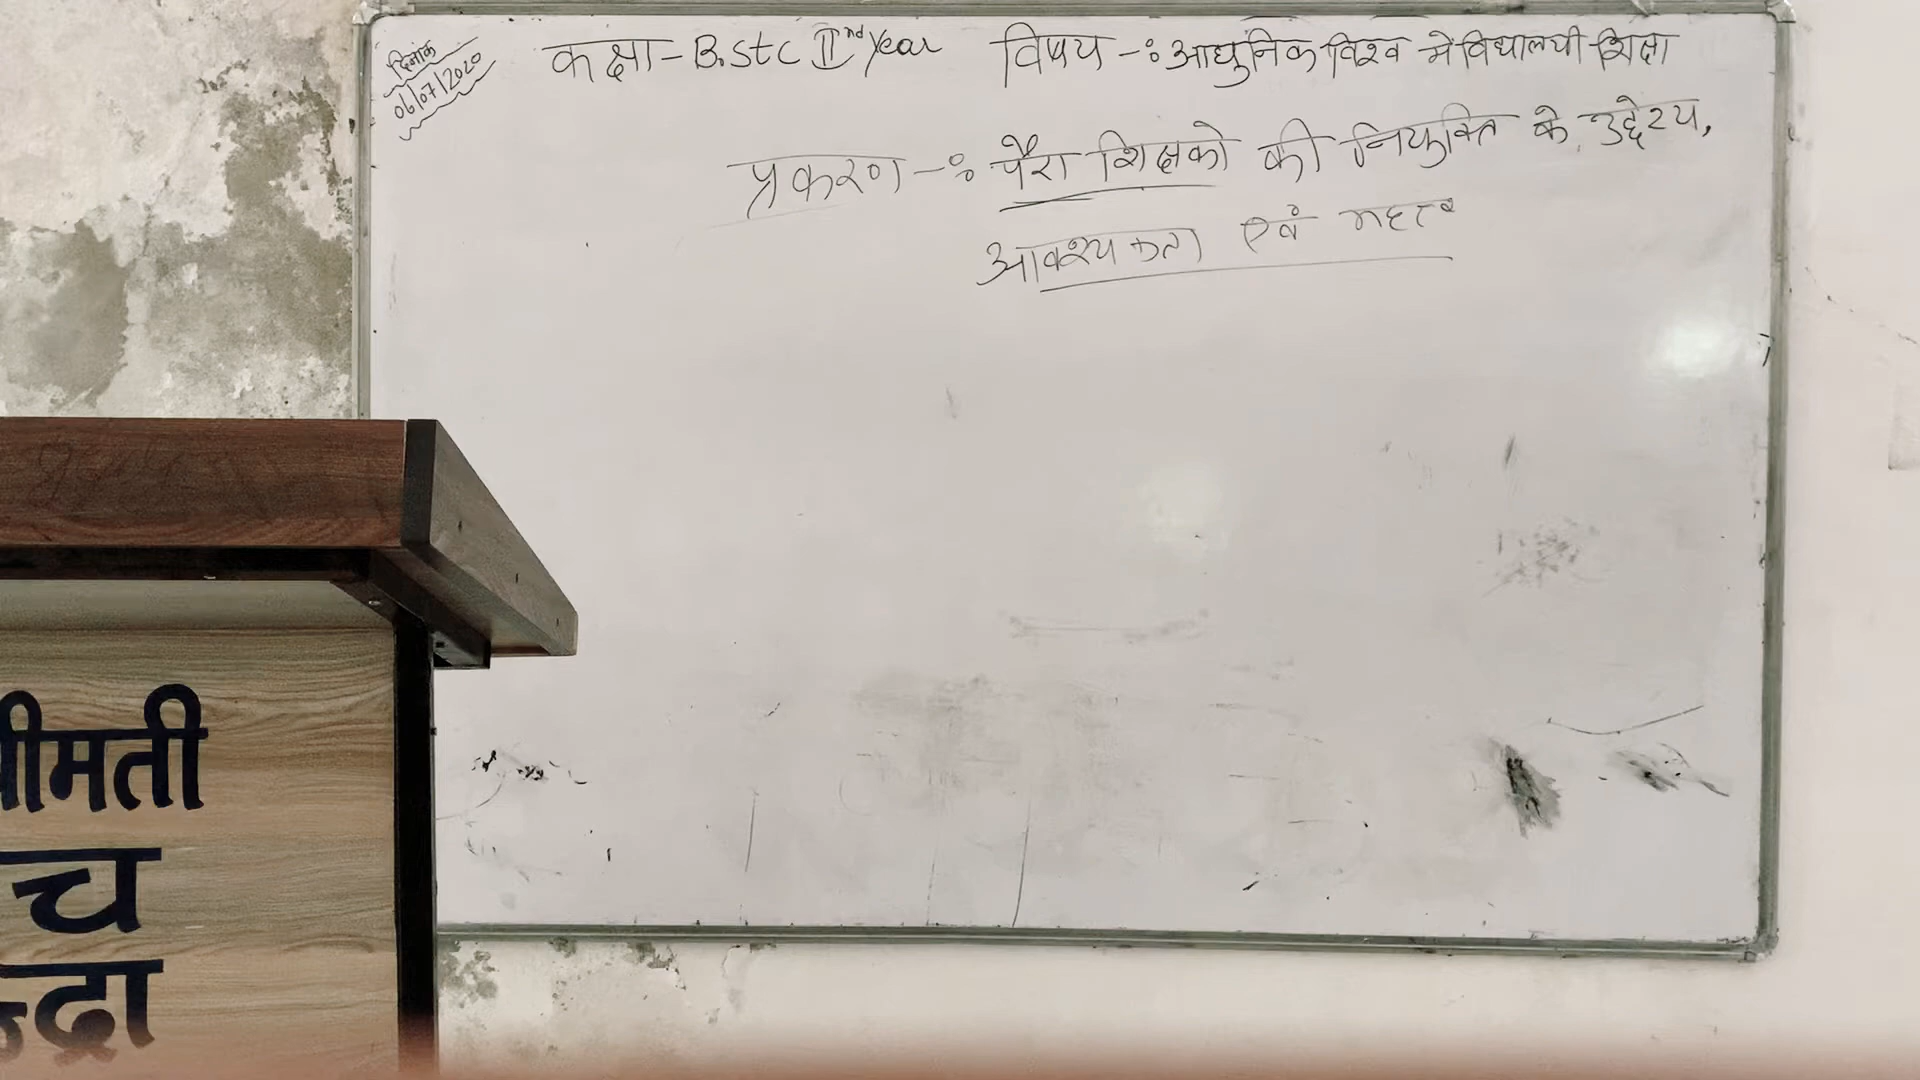 दिनांक
06/07/2020
कक्षा - B.stc IInd Year विषय -: आधुनिक विश्व मे विधालयी शिक्षा
प्रकरण -: पैरा शिक्षको की नियुक्ति के उद्देश्य,
आवश्यकता एवं महत्व
ीमती
च
न्द्रा